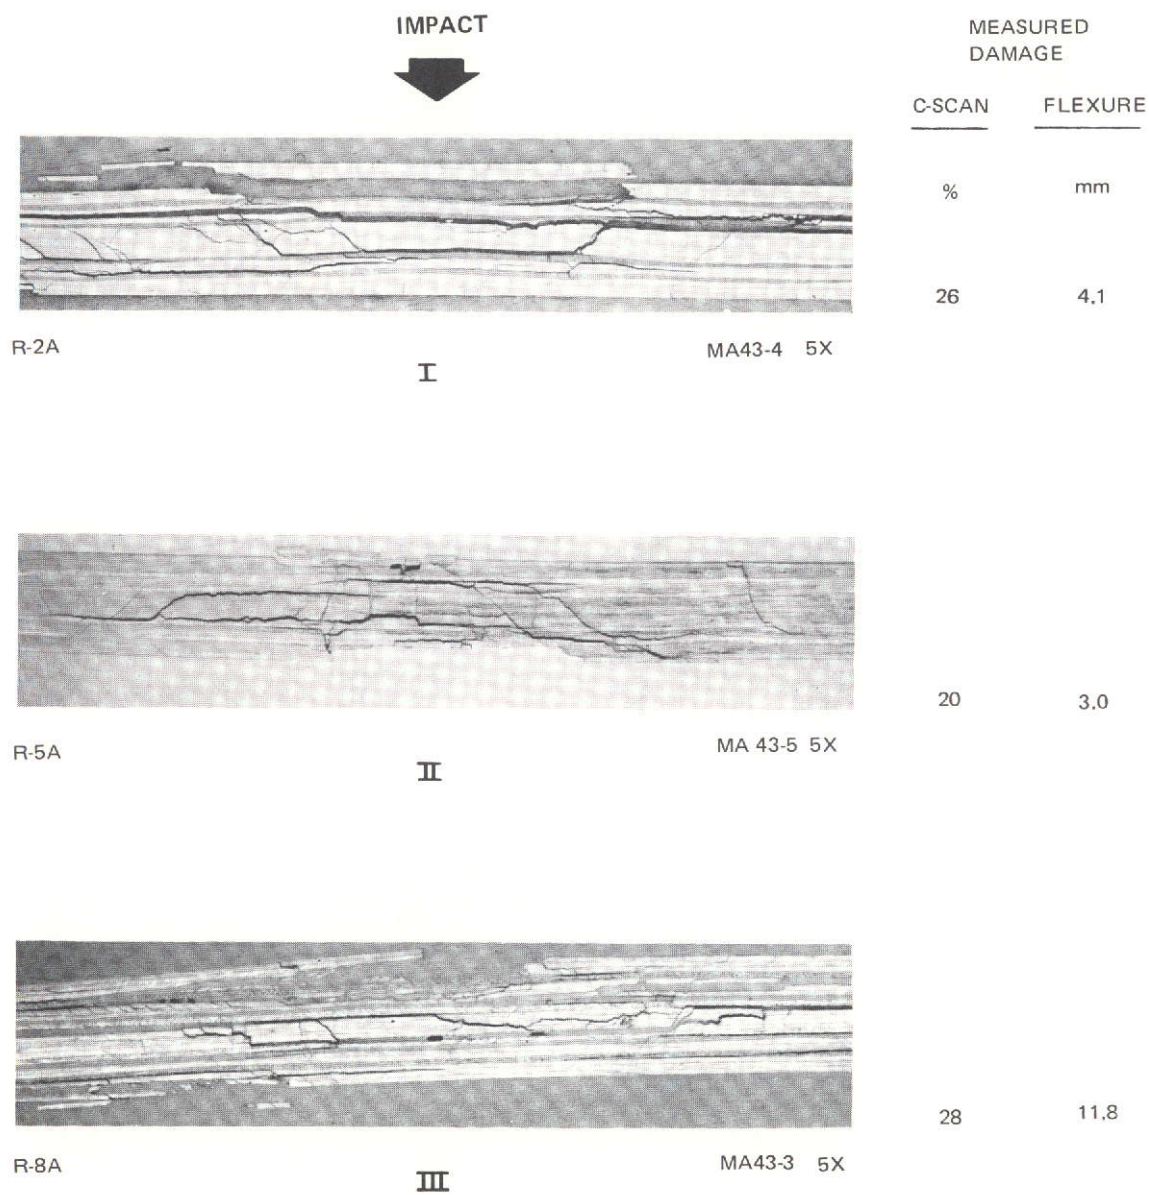 IMPACT
MEASURED
DAMAGE
C-SCAN FLEXURE
% mm
26 4.1
R-2A MA43-4 5X
I
20 3.0
R-5A MA 43-5 5X
II
28 11.8
R-8A MA43-3 5X
III